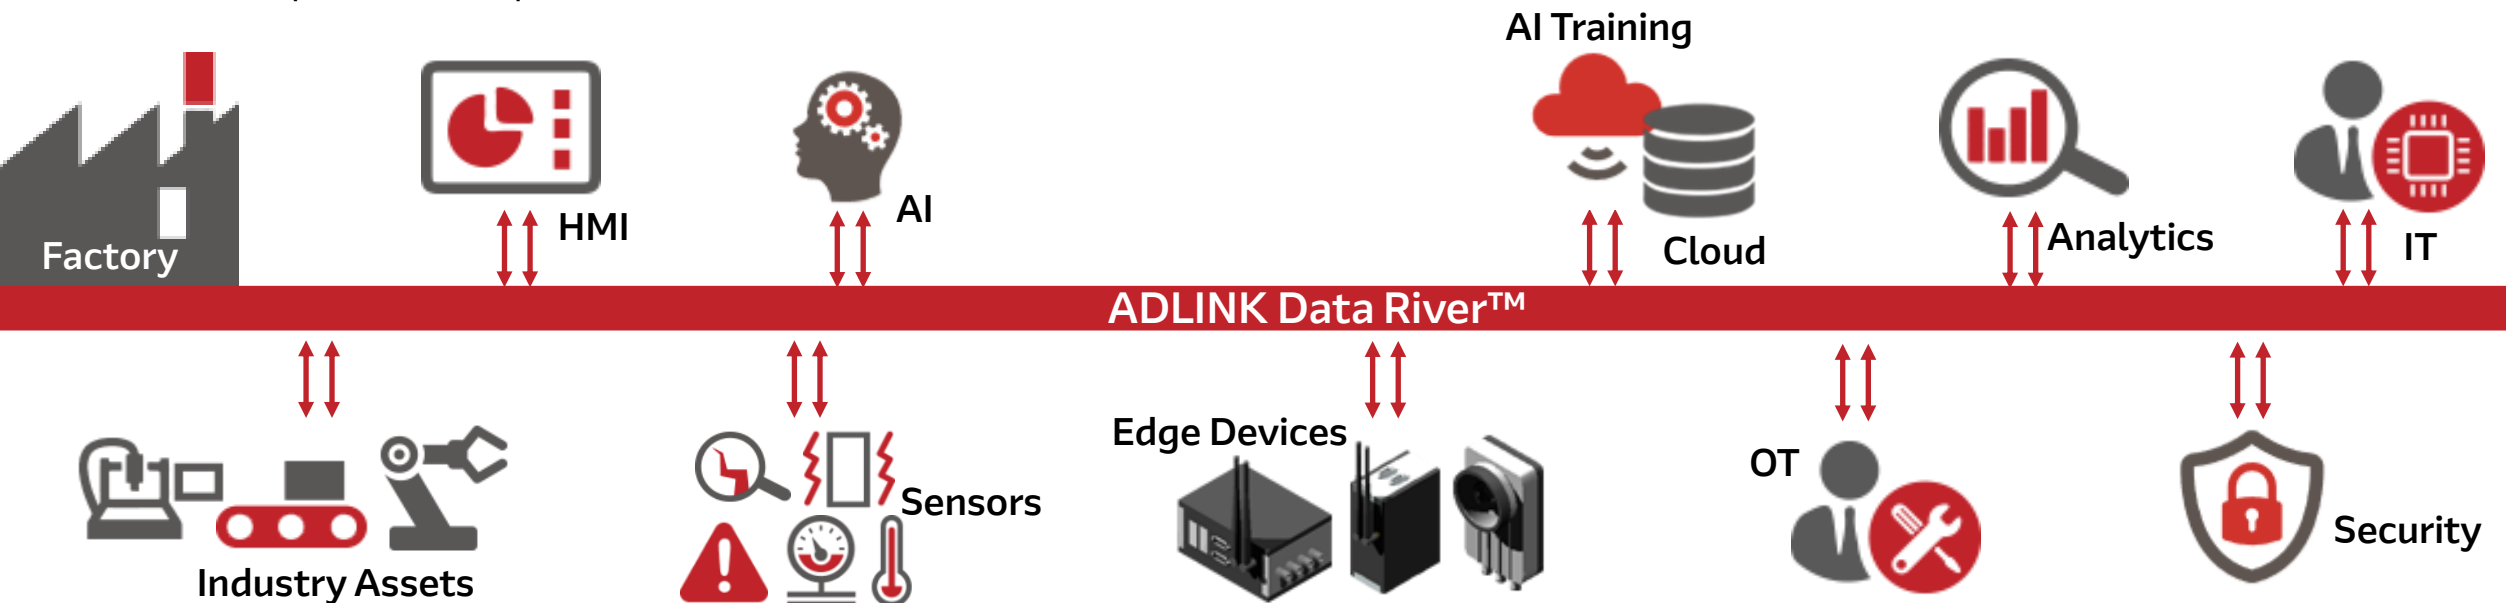 AI Training
HMI
AI
Factory
Cloud
Analytics
IT
ADLINK Data River™
Edge Devices
OT
Sensors
Security
Industry Assets